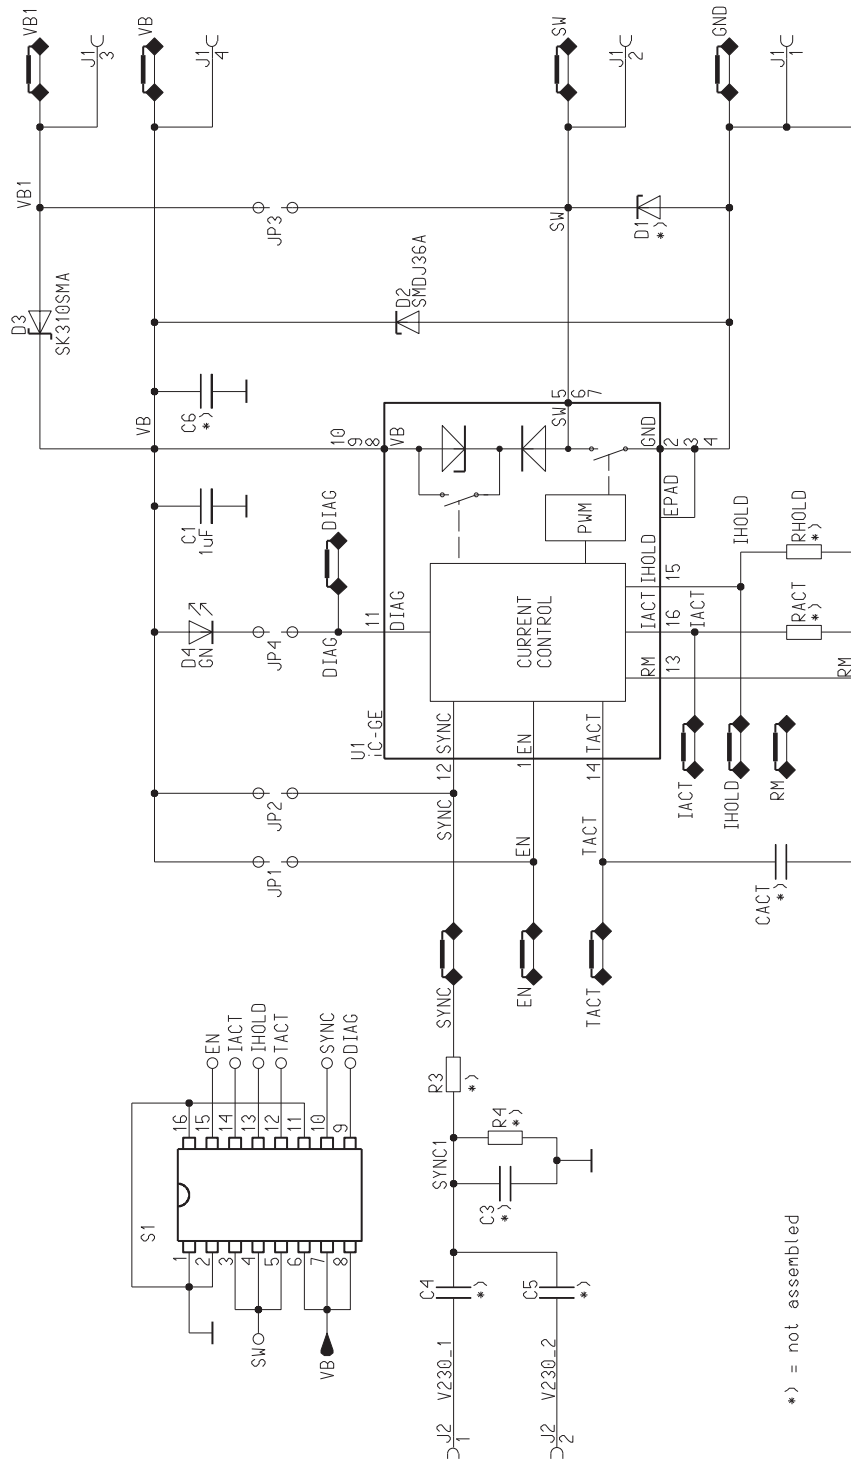 VB1
J1
3
VB
J1
4
SW
J1
2
GND
J1
1
VB1
JP3
SW
D1
*)
D3
SK310SMA
D2
SMDJ36A
VB
C6
*)
C1
1uF
D4
GN
JP4
DIAG
DIAG
10
9
8
VB
SW
5
6
7
GND
2
3
4
EPAD
PWM
11
DIAG
CURRENT
CONTROL
U1
iC-GE
12
SYNC
1
EN
14
TACT
RM
13
IACT
16
IHOLD
15
IACT
IHOLD
RHOLD
*)
RACT
*)
RM
IACT
IHOLD
RM
JP2
SYNC
JP1
EN
TACT
CACT
*)
SYNC
EN
TACT
R3
*)
SYNC1
R4
*)
C3
*)
C4
*)
C5
*)
J2
1
V230_1
J2
2
V230_2
S1
1
2
3
4
5
6
7
8
16
15
14
13
12
11
10
9
EN
IACT
IHOLD
TACT
SYNC
DIAG
SW
VB
*) = not assembled